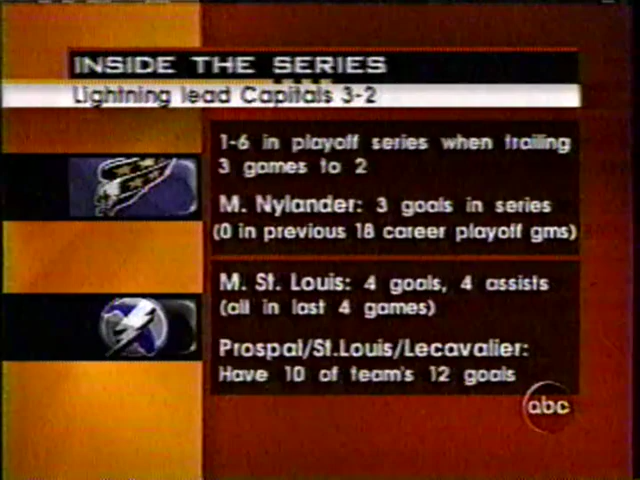 INSIDE THE SERIES
Lightning lead Capitals 3-2
1-6 in playoff series when trailing
3 games to 2
M. Nylander: 3 goals in series
(0 in previous 18 career playoff gms)
M. St. Louis: 4 goals, 4 assists
(all in last 4 games)
Prospal/St.Louis/Lecavalier:
Have 10 of team's 12 goals
abc